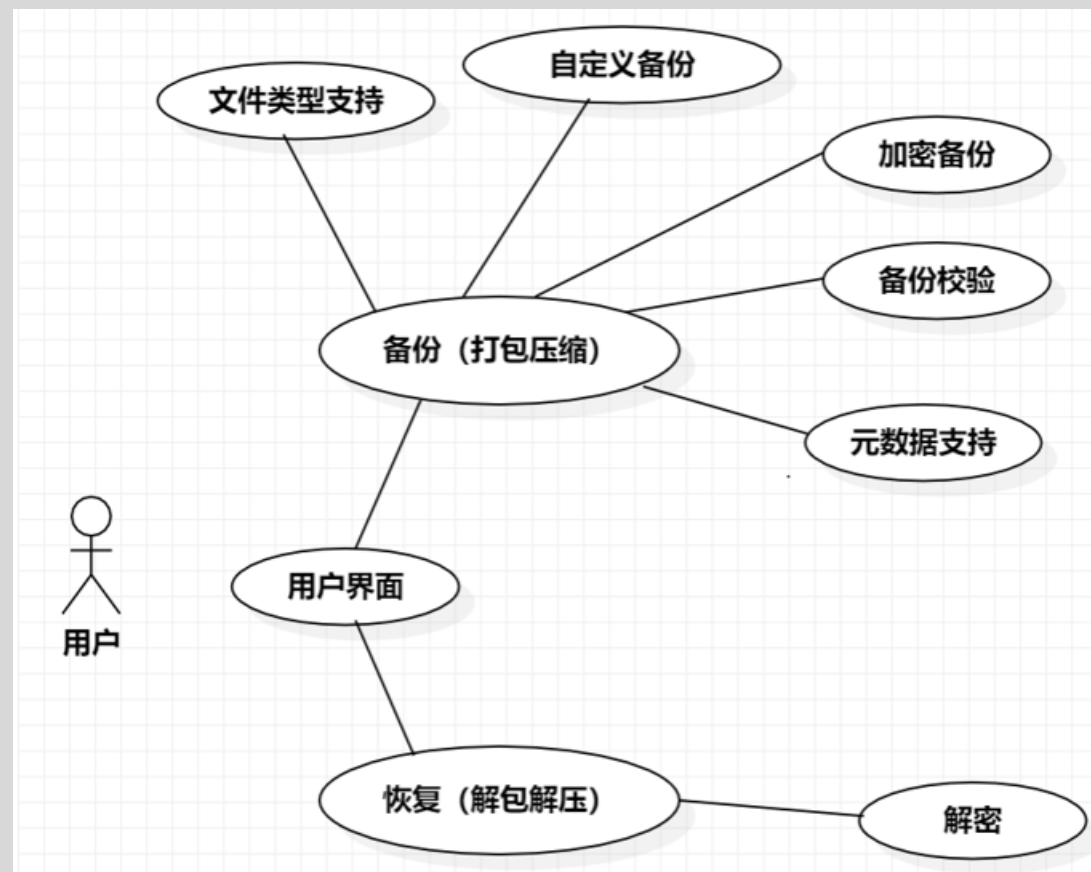 自定义备份
文件类型支持
加密备份
备份校验
备份（打包压缩）
元数据支持
用户界面
用户
恢复（解包解压）
解密